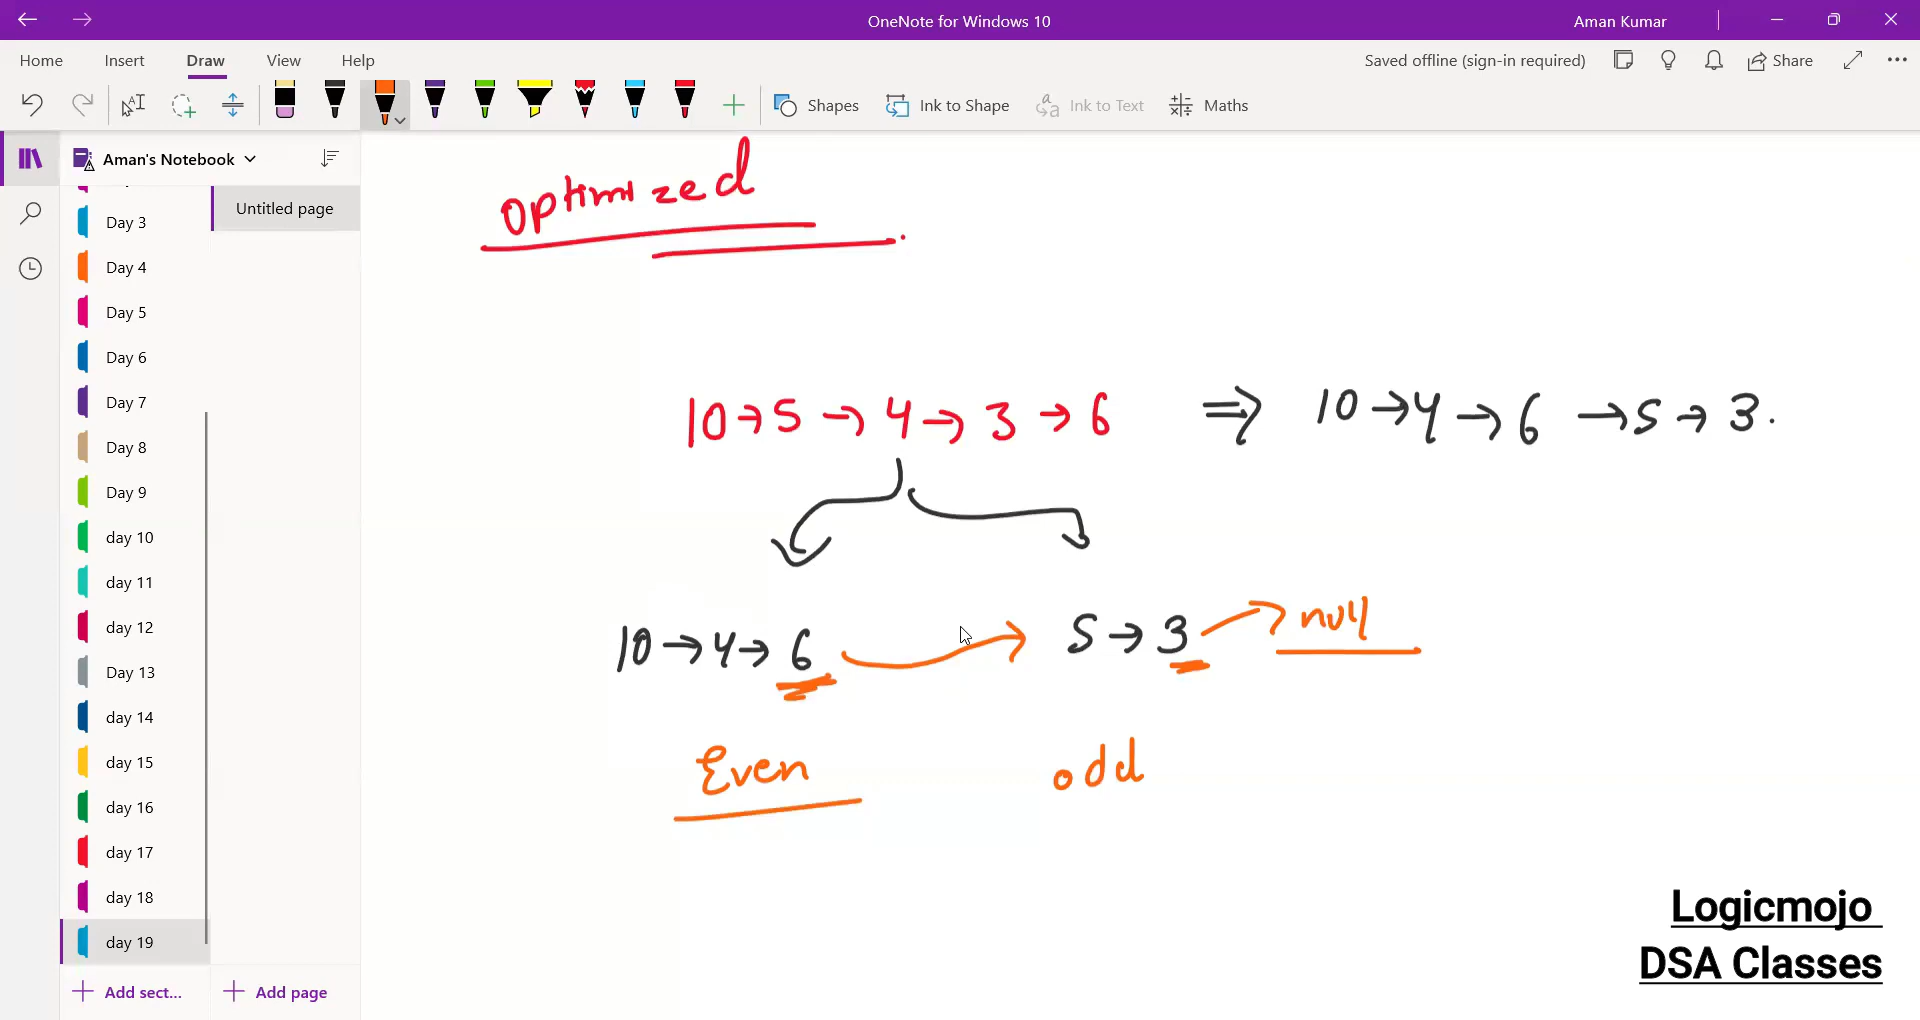 OneNote for Windows 10
Aman Kumar
Home Insert Draw View Help
Saved offline (sign-in required)
Share
Shapes
Ink to Shape
Ink to Text
Maths
Aman's Notebook
Untitled page
Day 3
Day 4
Day 5
Day 6
Day 7
Day 8
Day 9
day 10
day 11
day 12
Day 13
day 14
day 15
day 16
day 17
day 18
day 19
Add sect...
Add page
optimized
10 → 5 → 4 → 3 → 6 ⇒ 10 → 4 → 6 → 5 → 3.
10 → 4 → 6 → 5 → 3 → null
Even odd
Logicmojo
DSA Classes